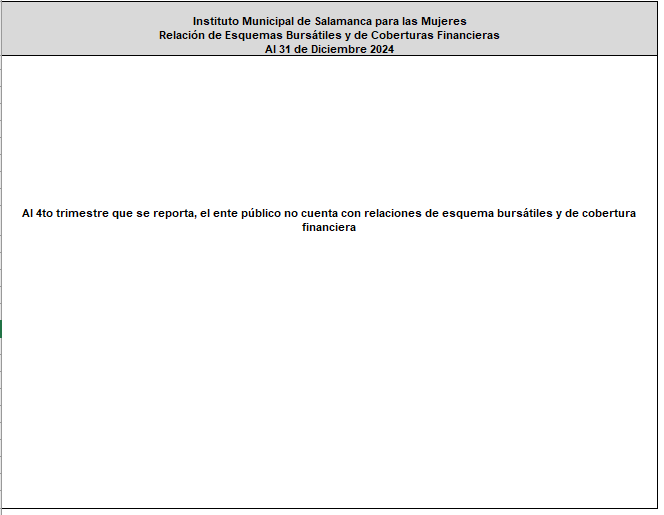 Instituto Municipal de Salamanca para las Mujeres
Relación de Esquemas Bursátiles y de Coberturas Financieras
Al 31 de Diciembre 2024
Al 4to trimestre que se reporta, el ente público no cuenta con relaciones de esquema bursátiles y de cobertura
financiera